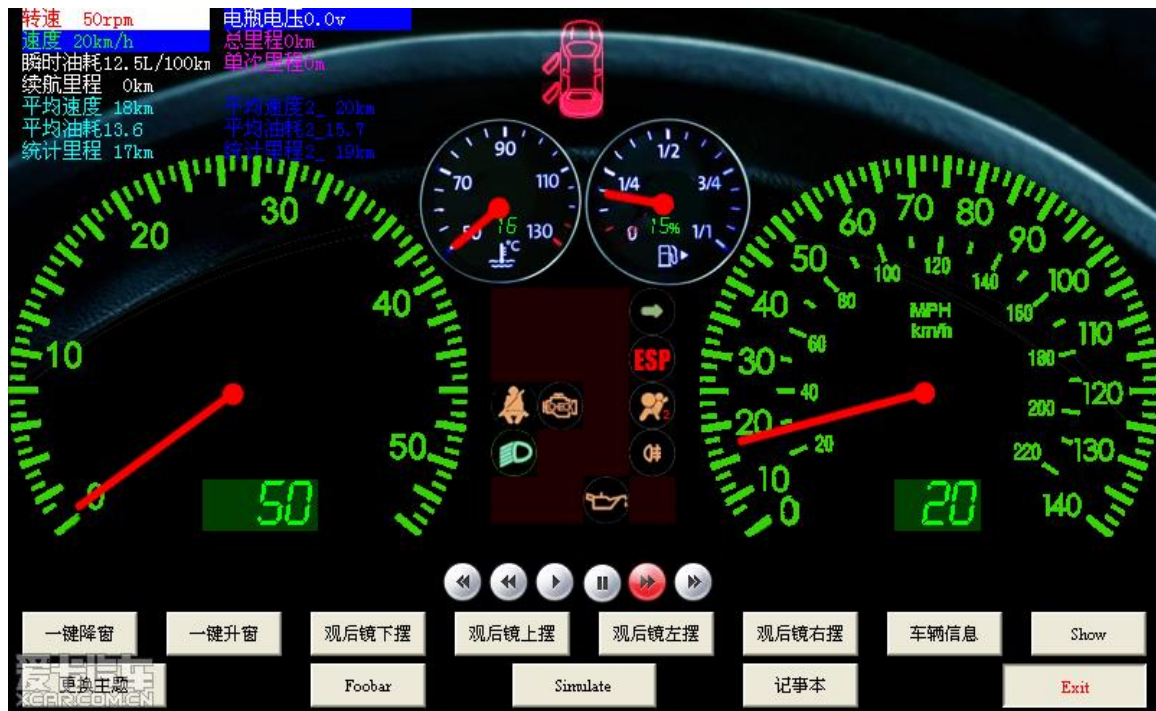 转速 50rpm
电瓶电压0.0v
速度 20km/h
总里程0km
瞬时油耗12.5L/100km
单次里程0m
续航里程 0km
平均速度 18km
平均速度2_ 20km
平均油耗13.6
平均油耗2_15.7
统计里程 17km
统计里程2_ 19km
50 70 90 110 130
16
°C
0 1/4 1/2 3/4 1/1
15%
0 10 20 30 40 50
50
0 10 20 30 40 50 60 70 80 90 100 110 120 130 140
20 40 60 80 100 120 140 160 180 200 220
MPH
km/h
20
ESP
2
一键降窗
一键升窗
观后镜下摆
观后镜上摆
观后镜左摆
观后镜右摆
车辆信息
Show
更换主题
Foobar
Simulate
记事本
Exit
爱卡汽车
XCAR.COM.CN